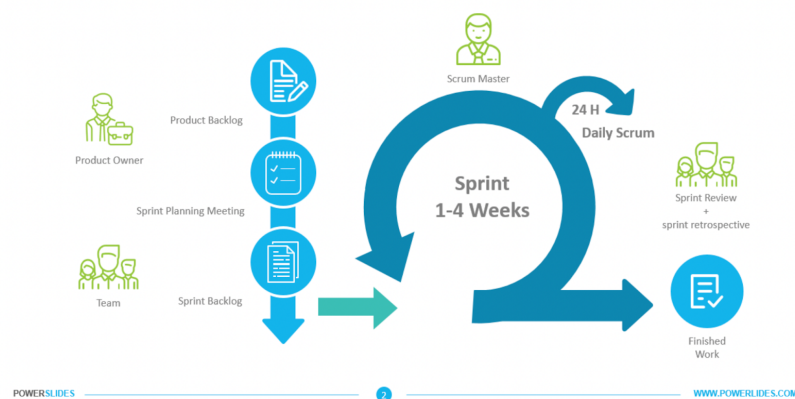 Scrum Master
24 H
Daily Scrum
Product Backlog
Product Owner
Sprint
1-4 Weeks
Sprint Planning Meeting
Sprint Review
+
sprint retrospective
Team
Sprint Backlog
Finished
Work
POWERSLIDES
2
WWW.POWERLIDES.COM